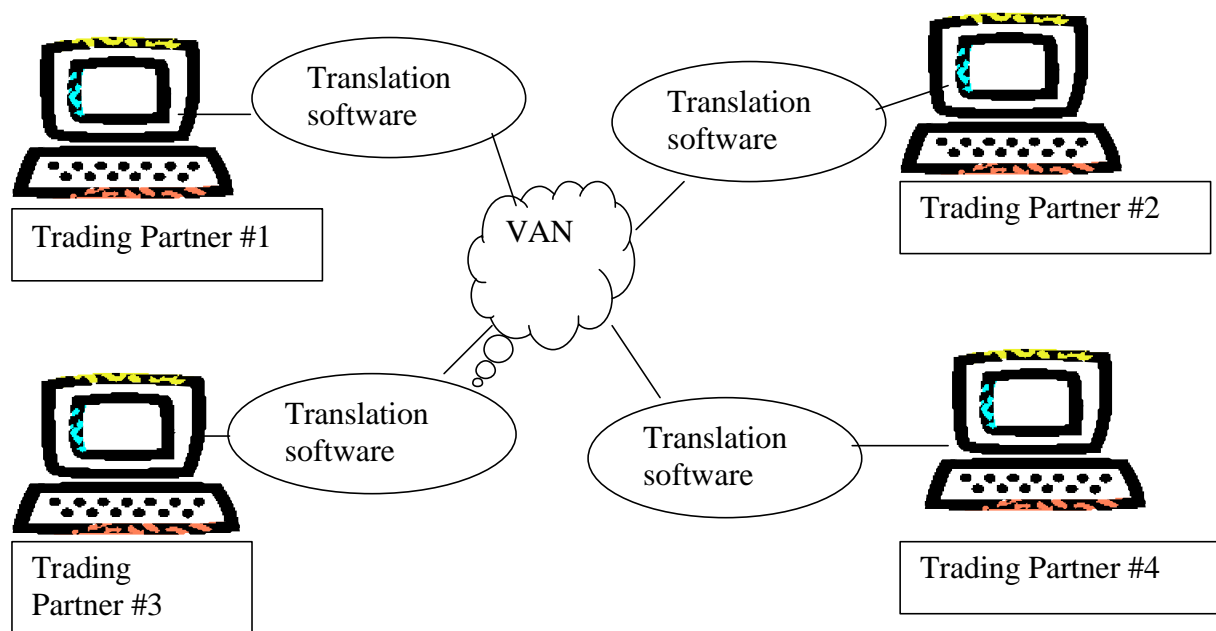 Translation
software
Translation
software
Trading Partner #1
VAN
Trading Partner #2
Translation
software
Translation
software
Trading
Partner #3
Trading Partner #4